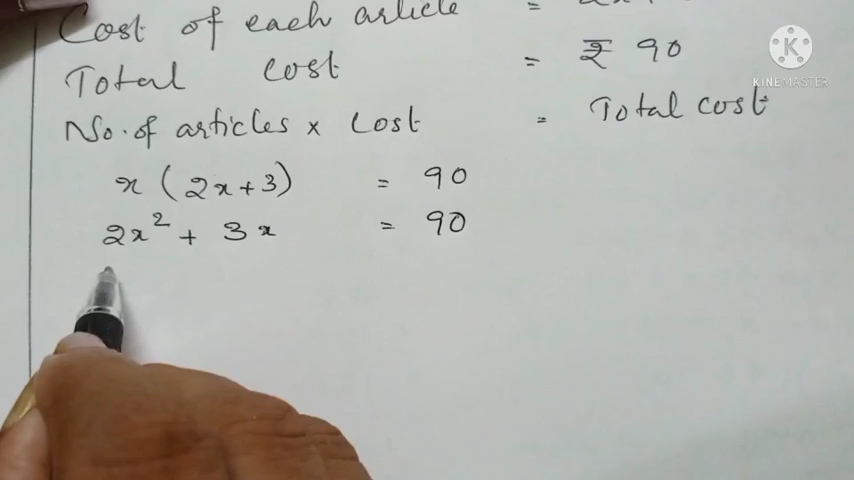 Cost of each article =
Total cost = ₹ 90
No. of articles x Cost = Total cost
x (2x+3) = 90
2x² + 3x = 90
K
KINEMASTER